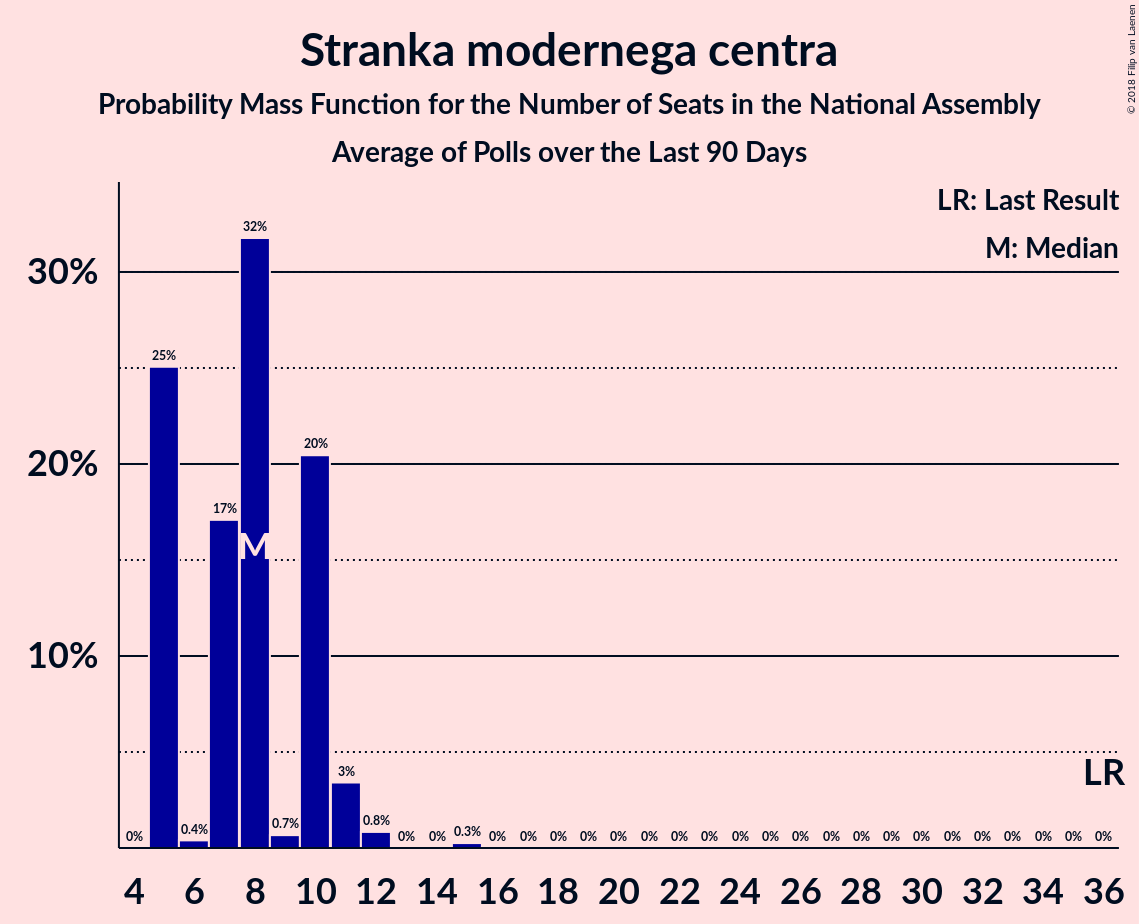 Stranka modernega centra
Probability Mass Function for the Number of Seats in the National Assembly
Average of Polls over the Last 90 Days
© 2018 Filip van Laenen
LR: Last Result
M: Median
30%
20%
10%
0% 25% 0.4% 17% 32% 0.7% 20% 3% 0.8% 0% 0% 0.3% 0% 0% 0% 0% 0% 0% 0% 0% 0% 0% 0% 0% 0% 0% 0% 0% 0% 0% 0% 0% 0%
M
LR
4 6 8 10 12 14 16 18 20 22 24 26 28 30 32 34 36